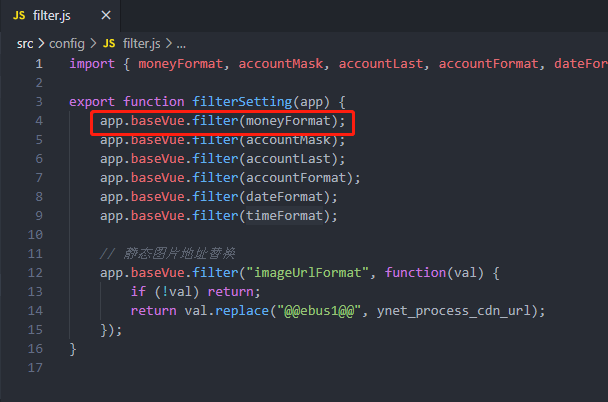 JS filter.js ×
src > config > JS filter.js > ...
1 import { moneyFormat, accountMask, accountLast, accountFormat, dateFor
2
3 export function filterSetting(app) {
4 app.baseVue.filter(moneyFormat);
5 app.baseVue.filter(accountMask);
6 app.baseVue.filter(accountLast);
7 app.baseVue.filter(accountFormat);
8 app.baseVue.filter(dateFormat);
9 app.baseVue.filter(timeFormat);
10
11 // 静态图片地址替换
12 app.baseVue.filter("imageUrlFormat", function(val) {
13 if (!val) return;
14 return val.replace("@@ebus1@@", ynet_process_cdn_url);
15 });
16 }
17